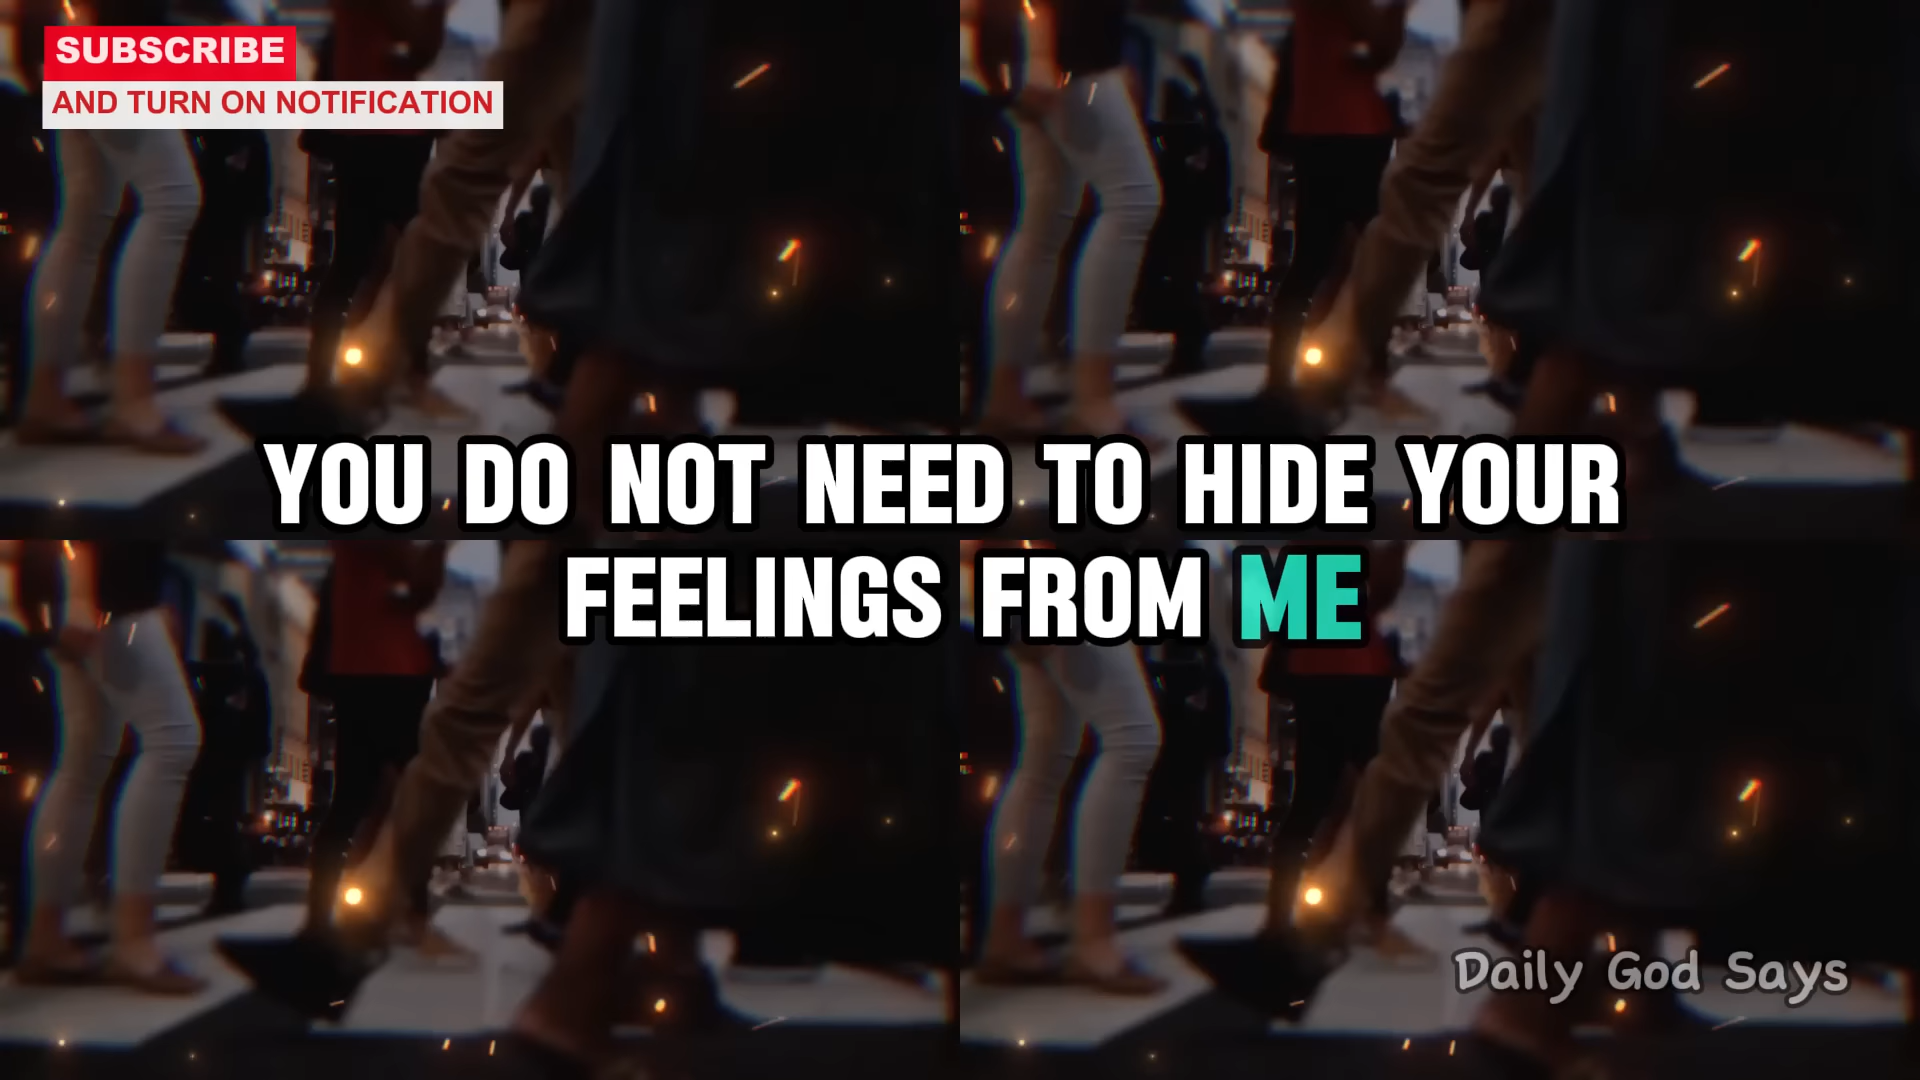 SUBSCRIBE
AND TURN ON NOTIFICATION
YOU DO NOT NEED TO HIDE YOUR
FEELINGS FROM ME
Daily God Says